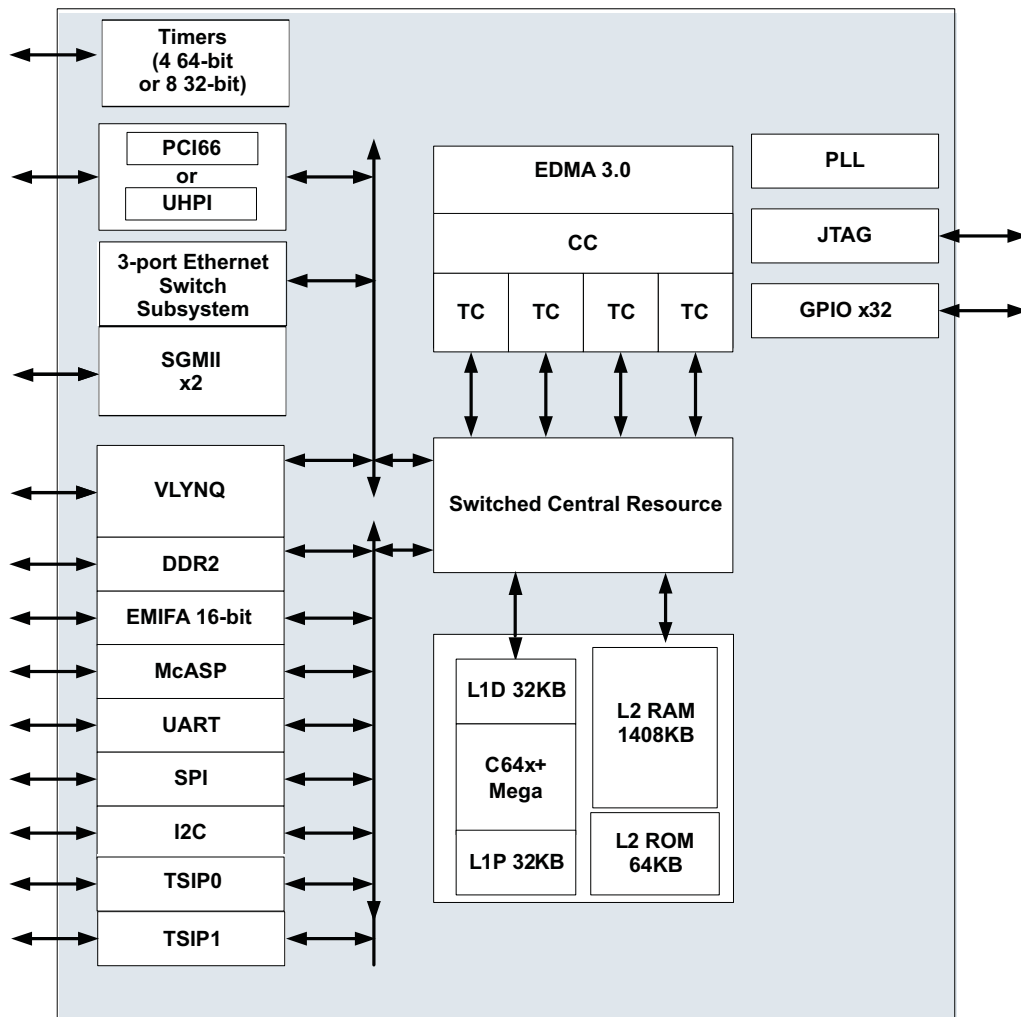 Timers
(4 64-bit
or 8 32-bit)
PCI66
or
UHPI
3-port Ethernet
Switch
Subsystem
SGMII
x2
VLYNQ
DDR2
EMIFA 16-bit
McASP
UART
SPI
I2C
TSIP0
TSIP1
EDMA 3.0
CC
TC
TC
TC
TC
Switched Central Resource
L1D 32KB
C64x+
Mega
L1P 32KB
L2 RAM
1408KB
L2 ROM
64KB
PLL
JTAG
GPIO x32